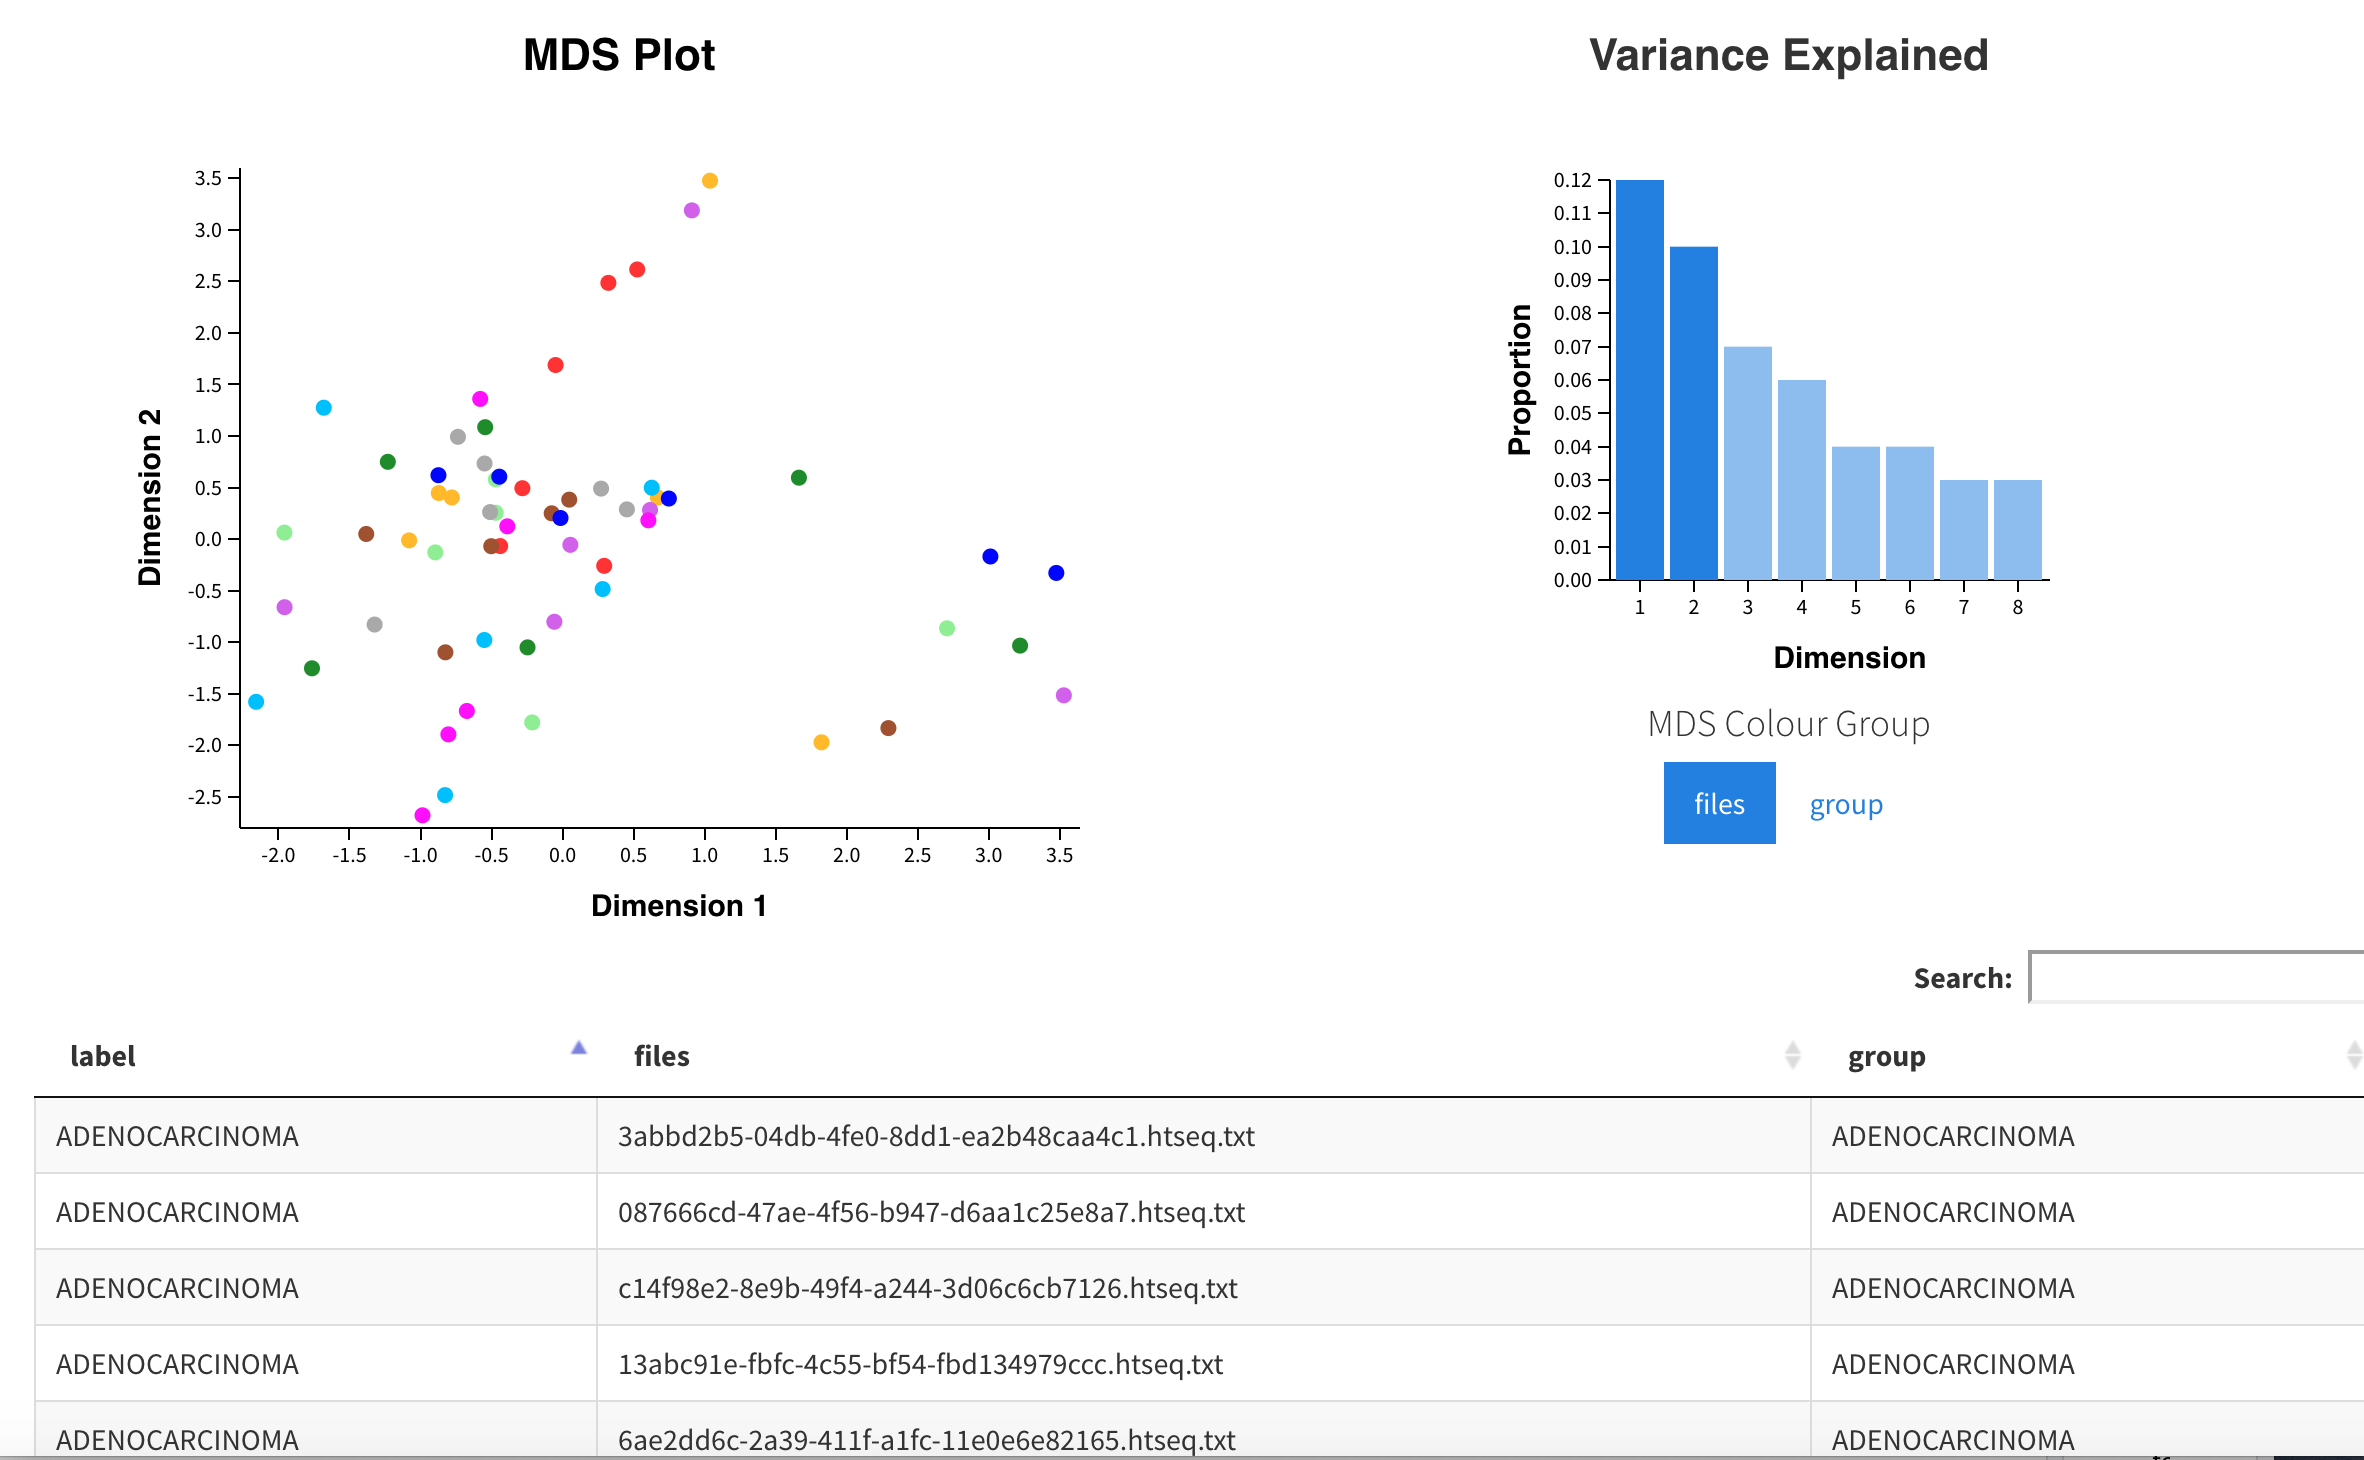 MDS Plot
Variance Explained
3.5
3.0
2.5
2.0
1.5
1.0
0.5
0.0
-0.5
-1.0
-1.5
-2.0
-2.5
Dimension 2
-2.0 -1.5 -1.0 -0.5 0.0 0.5 1.0 1.5 2.0 2.5 3.0 3.5
Dimension 1
0.12
0.11
0.10
0.09
0.08
0.07
0.06
0.05
0.04
0.03
0.02
0.01
0.00
Proportion
1 2 3 4 5 6 7 8
Dimension
MDS Colour Group
files group
Search:
label files group
ADENOCARCINOMA 3abbd2b5-04db-4fe0-8dd1-ea2b48caa4c1.htseq.txt ADENOCARCINOMA
ADENOCARCINOMA 087666cd-47ae-4f56-b947-d6aa1c25e8a7.htseq.txt ADENOCARCINOMA
ADENOCARCINOMA c14f98e2-8e9b-49f4-a244-3d06c6cb7126.htseq.txt ADENOCARCINOMA
ADENOCARCINOMA 13abc91e-fbfc-4c55-bf54-fbd134979ccc.htseq.txt ADENOCARCINOMA
ADENOCARCINOMA 6ae2dd6c-2a39-411f-a1fc-11e0e6e82165.htseq.txt ADENOCARCINOMA